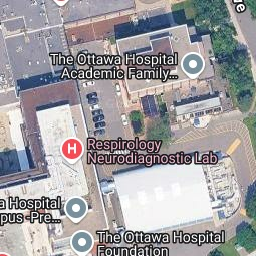 The Ottawa Hospital
Academic Family...
H
Respirology
Neurodiagnostic Lab
a Hospital
pus -Pre...
The Ottawa Hospital
Foundation